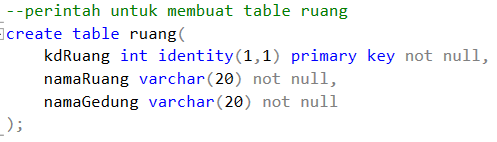 --perintah untuk membuat table ruang
create table ruang(
    kdRuang int identity(1,1) primary key not null,
    namaRuang varchar(20) not null,
    namaGedung varchar(20) not null
);